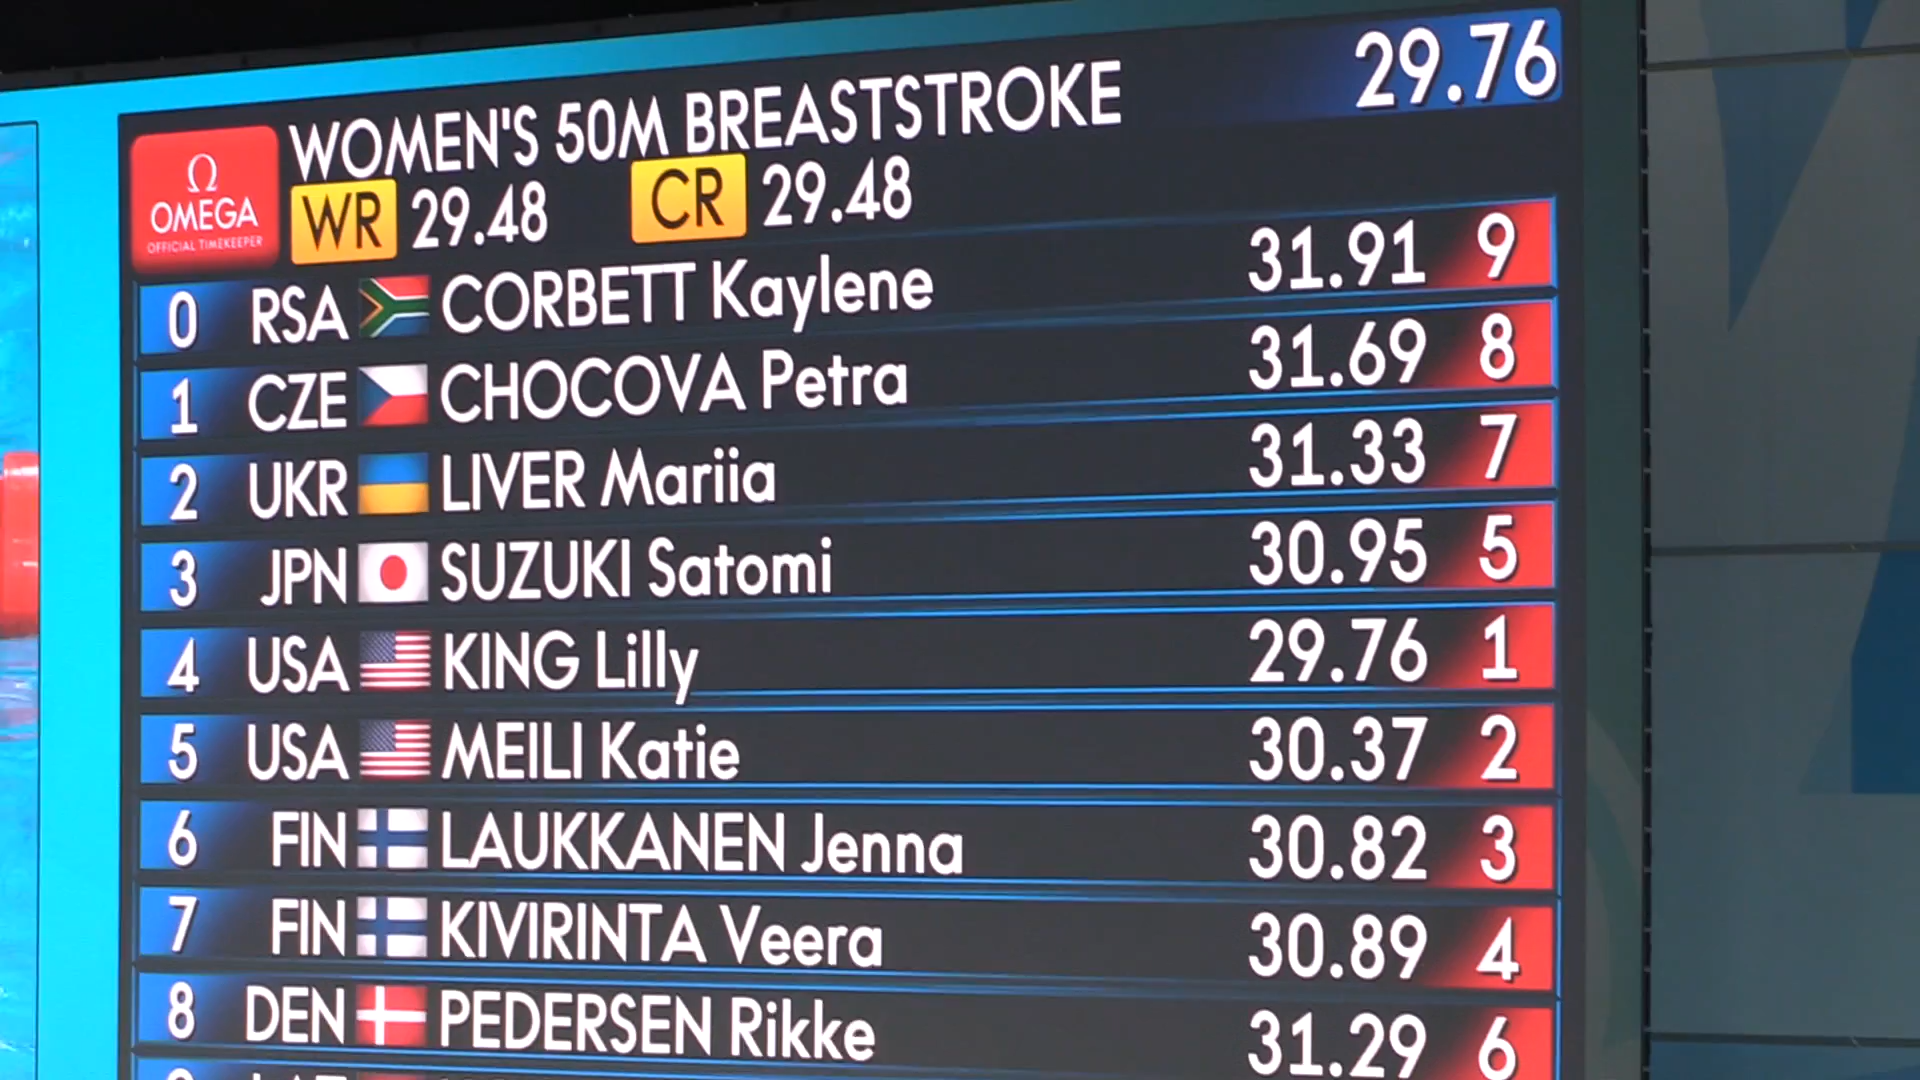 WOMEN'S 50M BREASTSTROKE 29.76
Ω
OMEGA
OFFICIAL TIMEKEEPER
WR 29.48 CR 29.48
0 RSA CORBETT Kaylene 31.91 9
1 CZE CHOCOVA Petra 31.69 8
2 UKR LIVER Mariia 31.33 7
3 JPN SUZUKI Satomi 30.95 5
4 USA KING Lilly 29.76 1
5 USA MEILI Katie 30.37 2
6 FIN LAUKKANEN Jenna 30.82 3
7 FIN KIVIRINTA Veera 30.89 4
8 DEN PEDERSEN Rikke 31.29 6